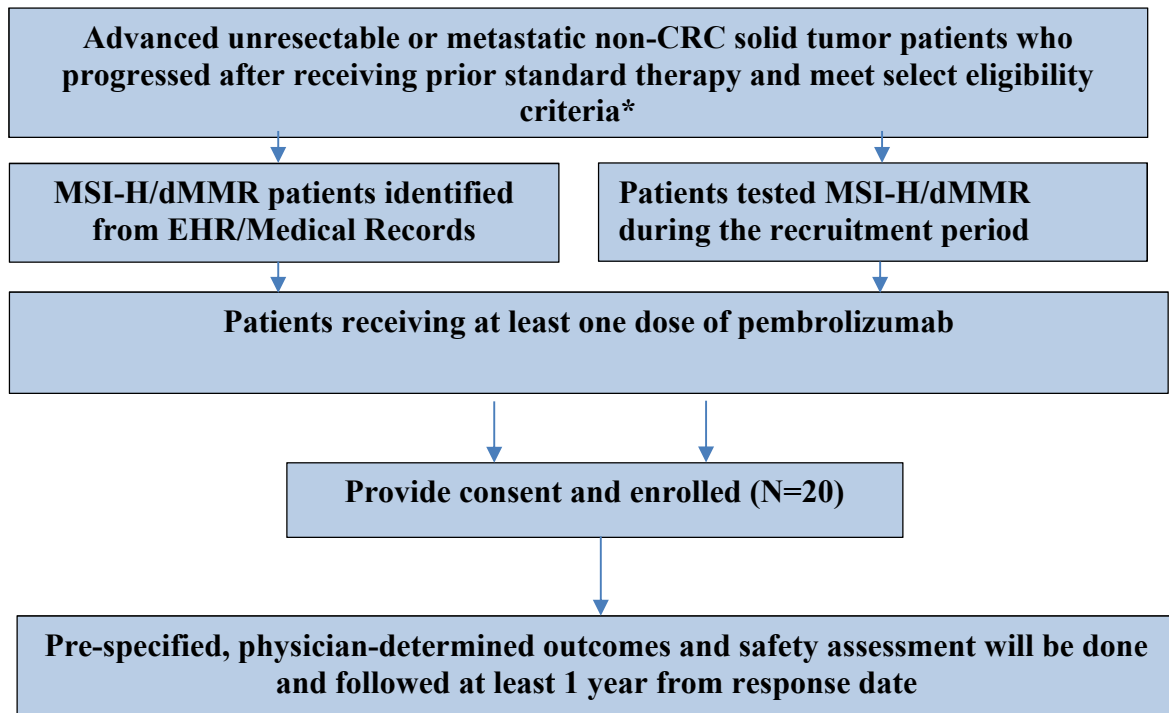 Advanced unresectable or metastatic non-CRC solid tumor patients who
progressed after receiving prior standard therapy and meet select eligibility
criteria*
MSI-H/dMMR patients identified
from EHR/Medical Records
Patients tested MSI-H/dMMR
during the recruitment period
Patients receiving at least one dose of pembrolizumab
Provide consent and enrolled (N=20)
Pre-specified, physician-determined outcomes and safety assessment will be done
and followed at least 1 year from response date